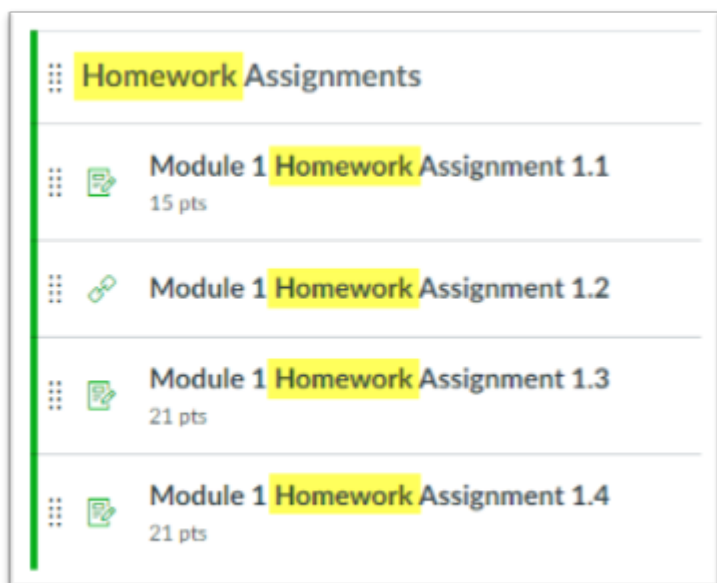 Homework Assignments
Module 1 Homework Assignment 1.1
15 pts
Module 1 Homework Assignment 1.2
Module 1 Homework Assignment 1.3
21 pts
Module 1 Homework Assignment 1.4
21 pts